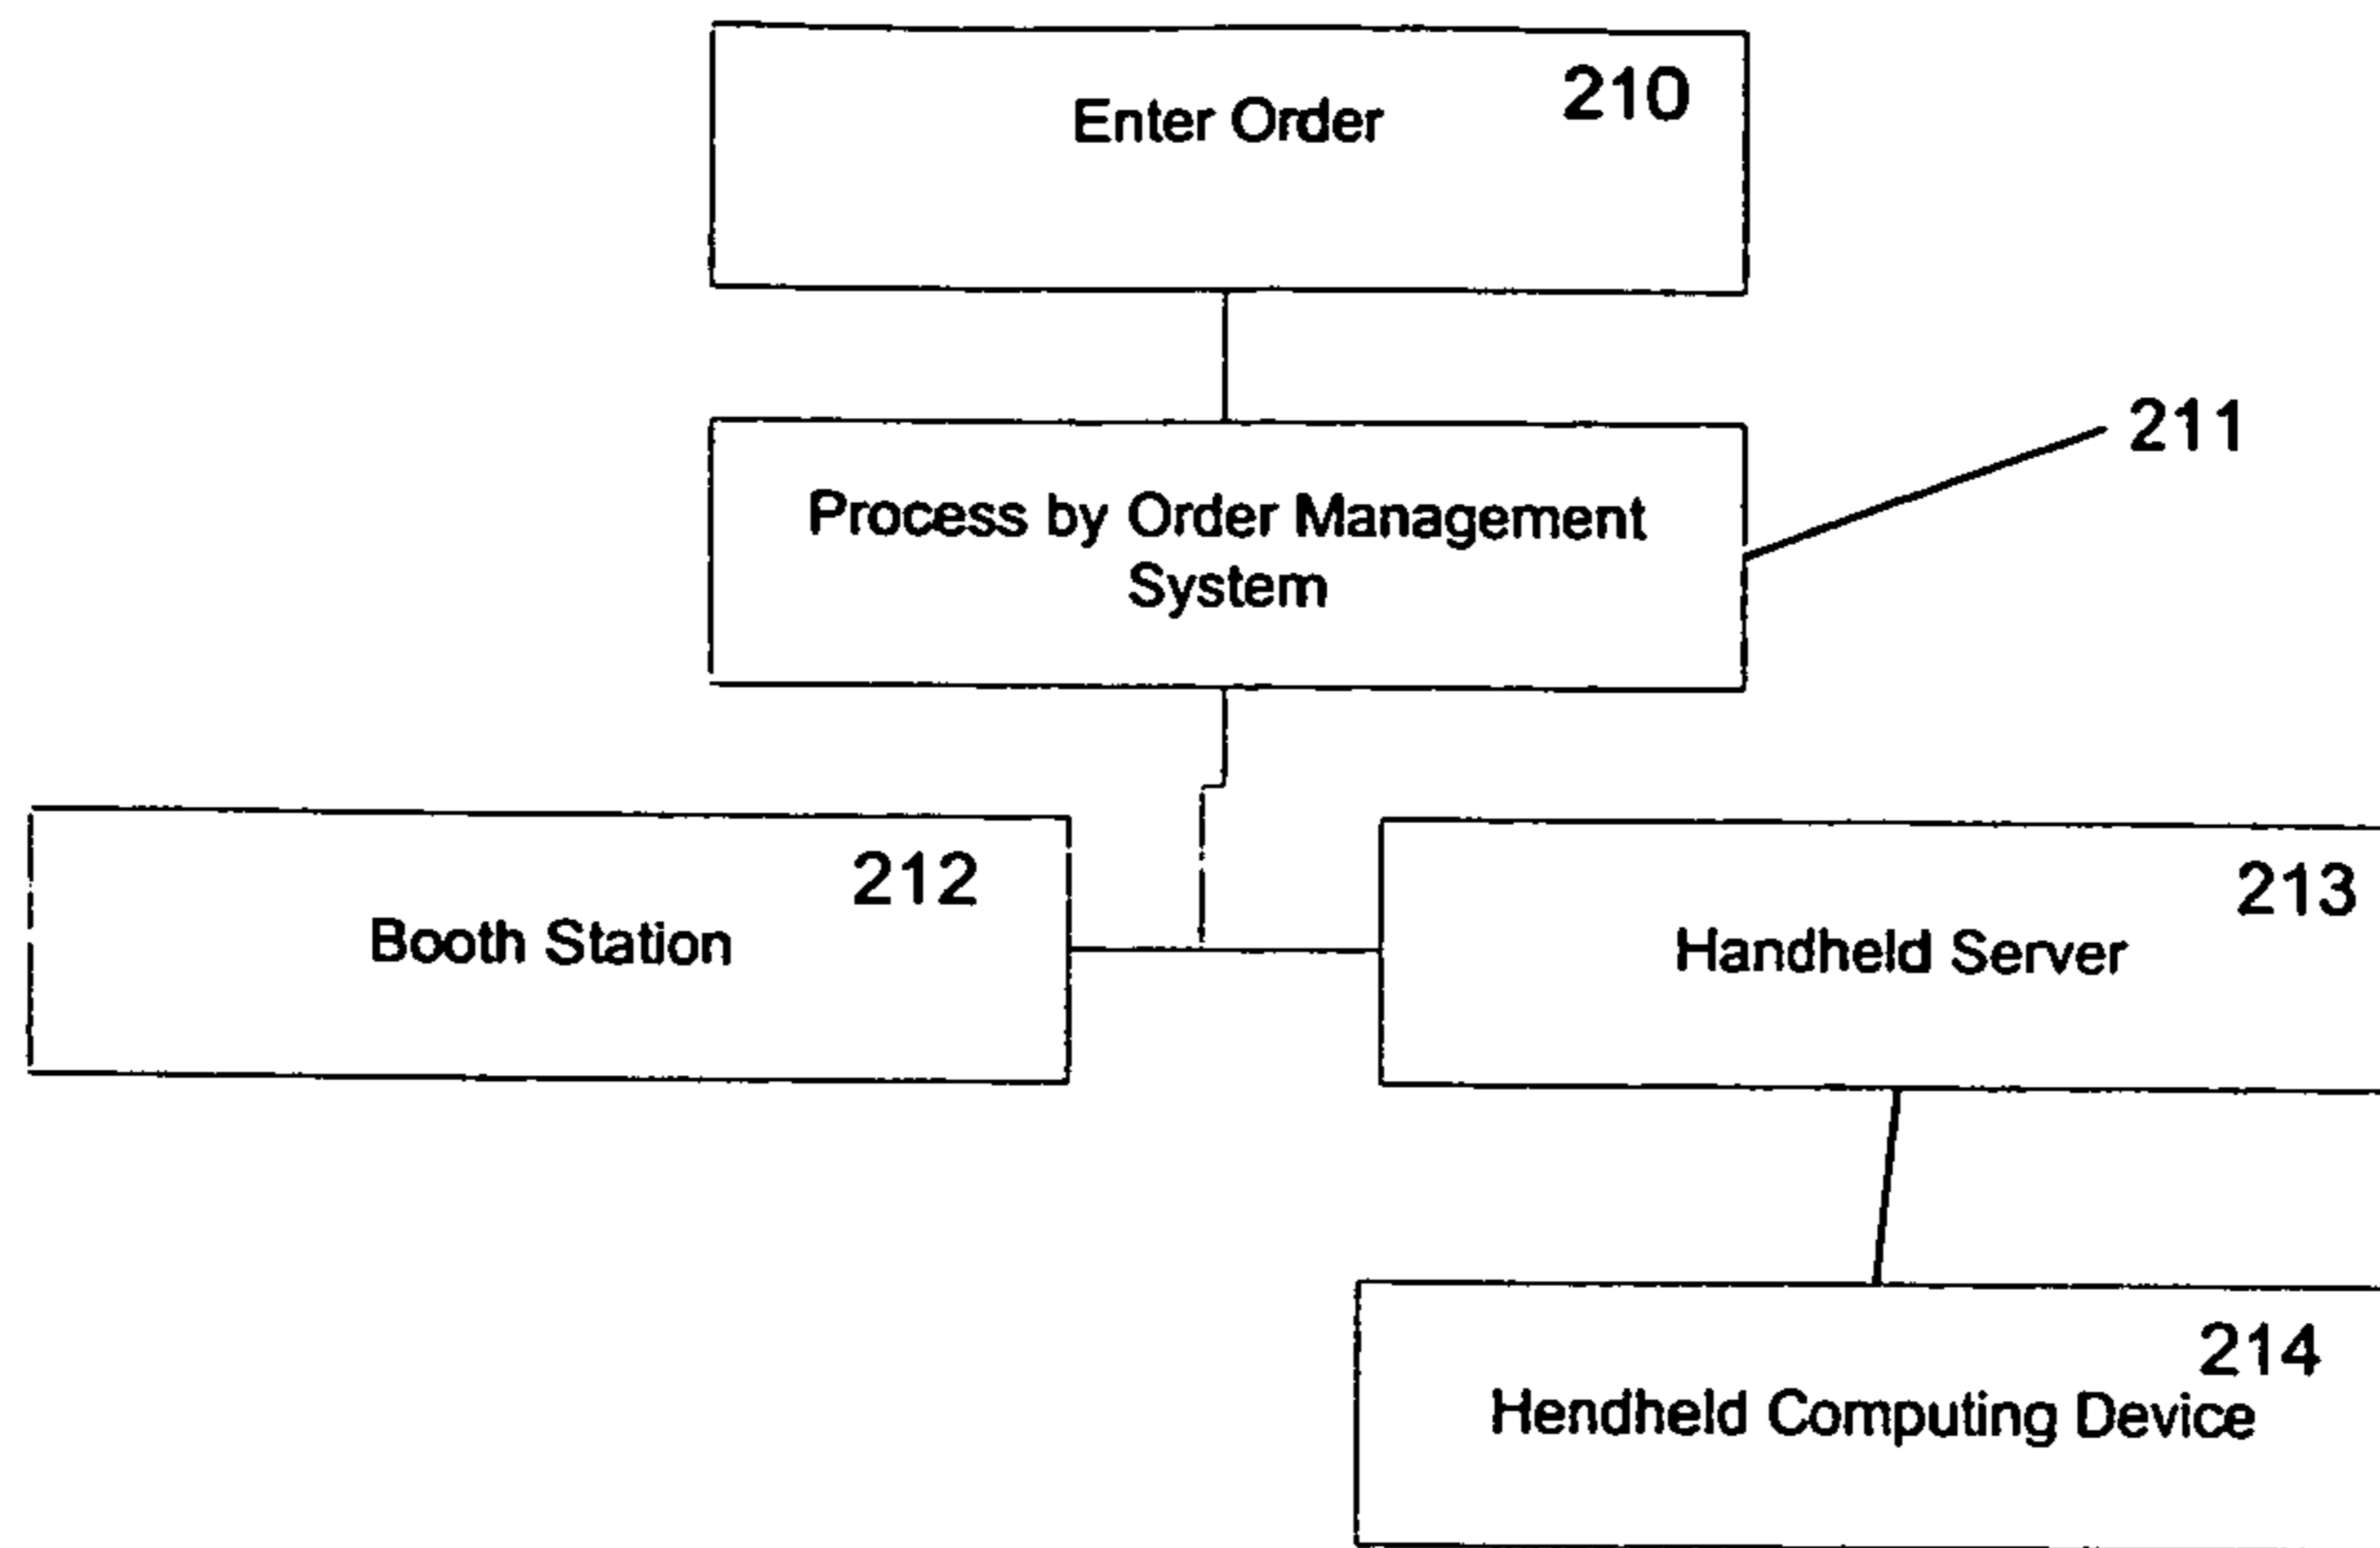 210
Enter Order
211
Process by Order Management
System
212
Booth Station
213
Handheld Server
214
Hendheld Computing Device